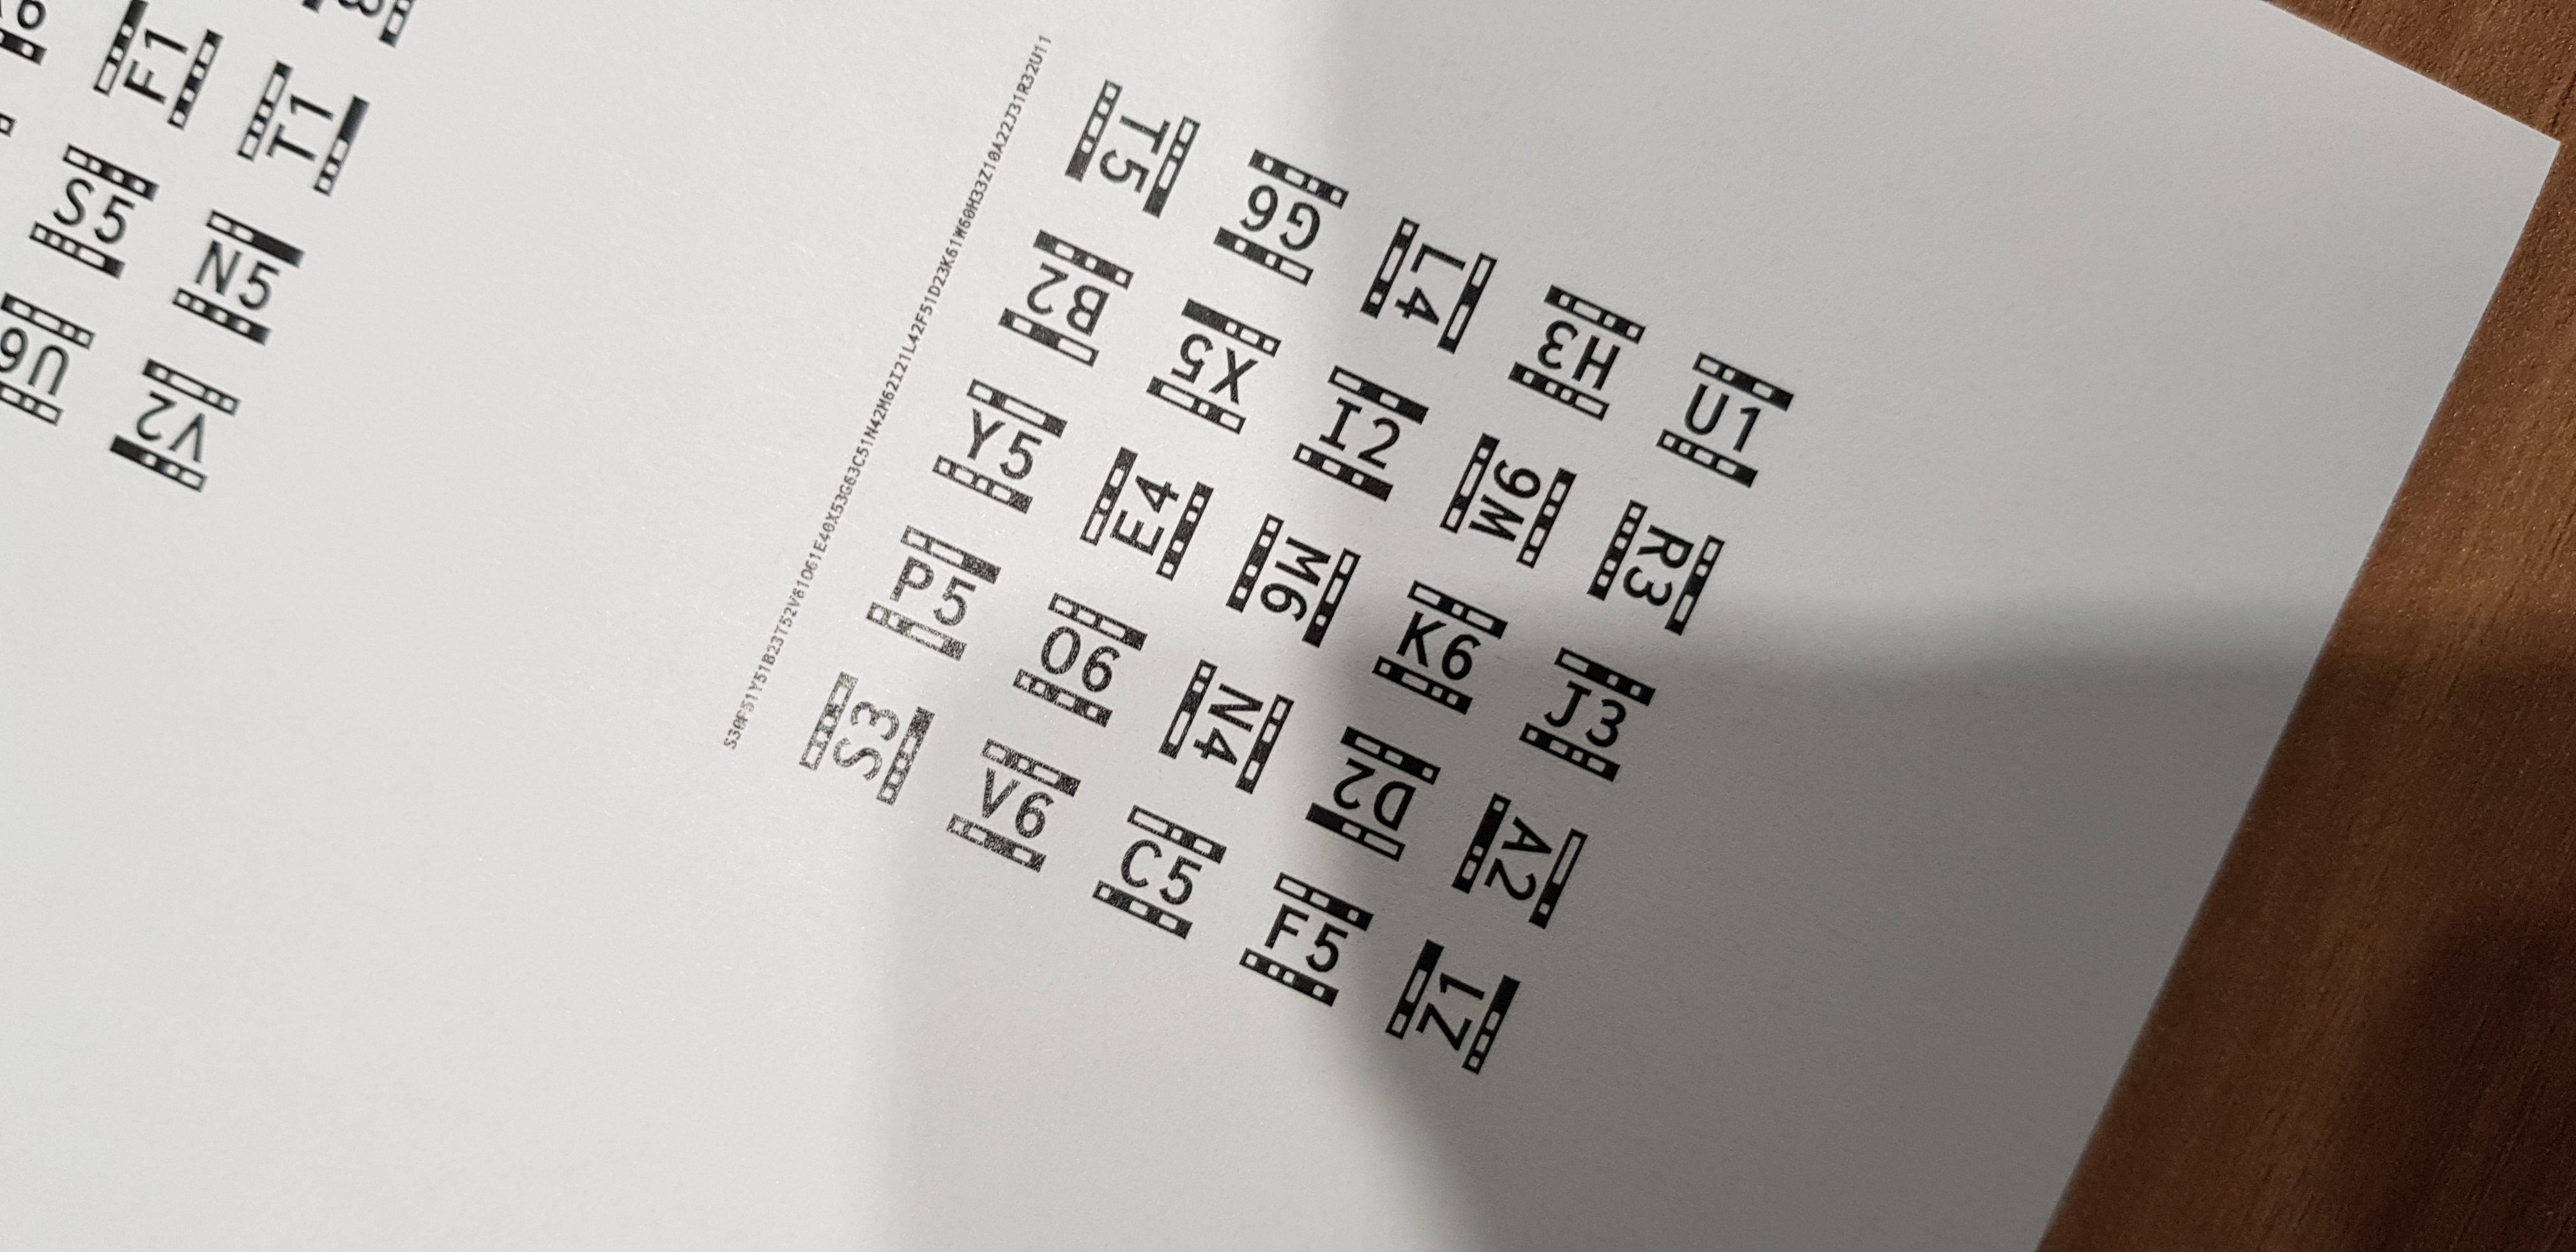 U6 S5 F1
V2 N5 T1
S30P51Y51B23T52V61O61E40X53G63C51N42M62I21L42F51D23K61W60H33Z10A22J31R32U11
S3 P5 Y5 B2 T5
V6 O6 E4 X5 G6
C5 N4 M6 I2 L4
F5 D2 K6 W6 H3
Z1 A2 J3 R3 U1